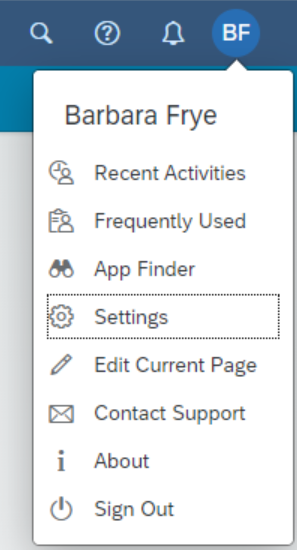 BF
Barbara Frye
Recent Activities
Frequently Used
App Finder
Settings
Edit Current Page
Contact Support
About
Sign Out